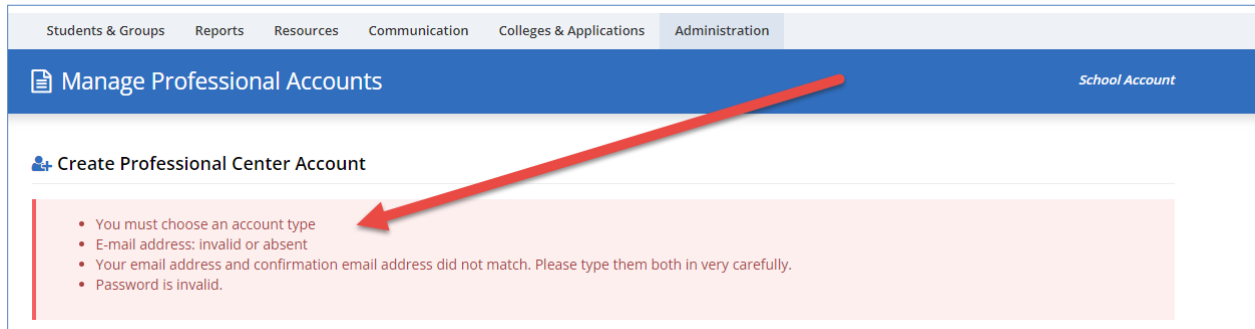 Students & Groups Reports Resources Communication Colleges & Applications Administration
Manage Professional Accounts School Account
Create Professional Center Account
• You must choose an account type
• E-mail address: invalid or absent
• Your email address and confirmation email address did not match. Please type them both in very carefully.
• Password is invalid.